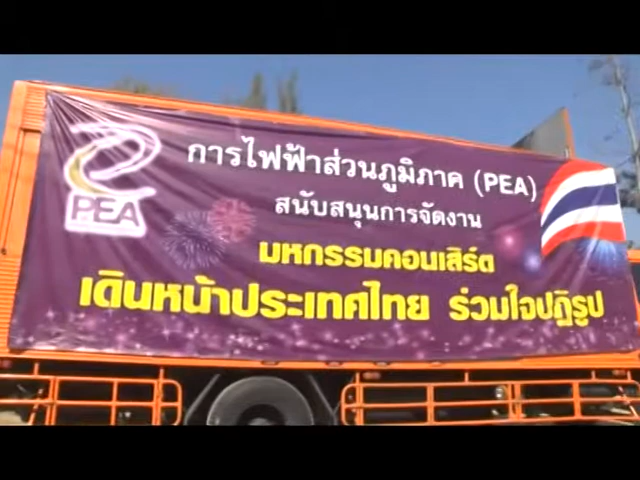 PEA
การไฟฟ้าส่วนภูมิภาค (PEA)
สนับสนุนการจัดงาน
มหกรรมคอนเสิร์ต
เดินหน้าประเทศไทย ร่วมใจปฏิรูป